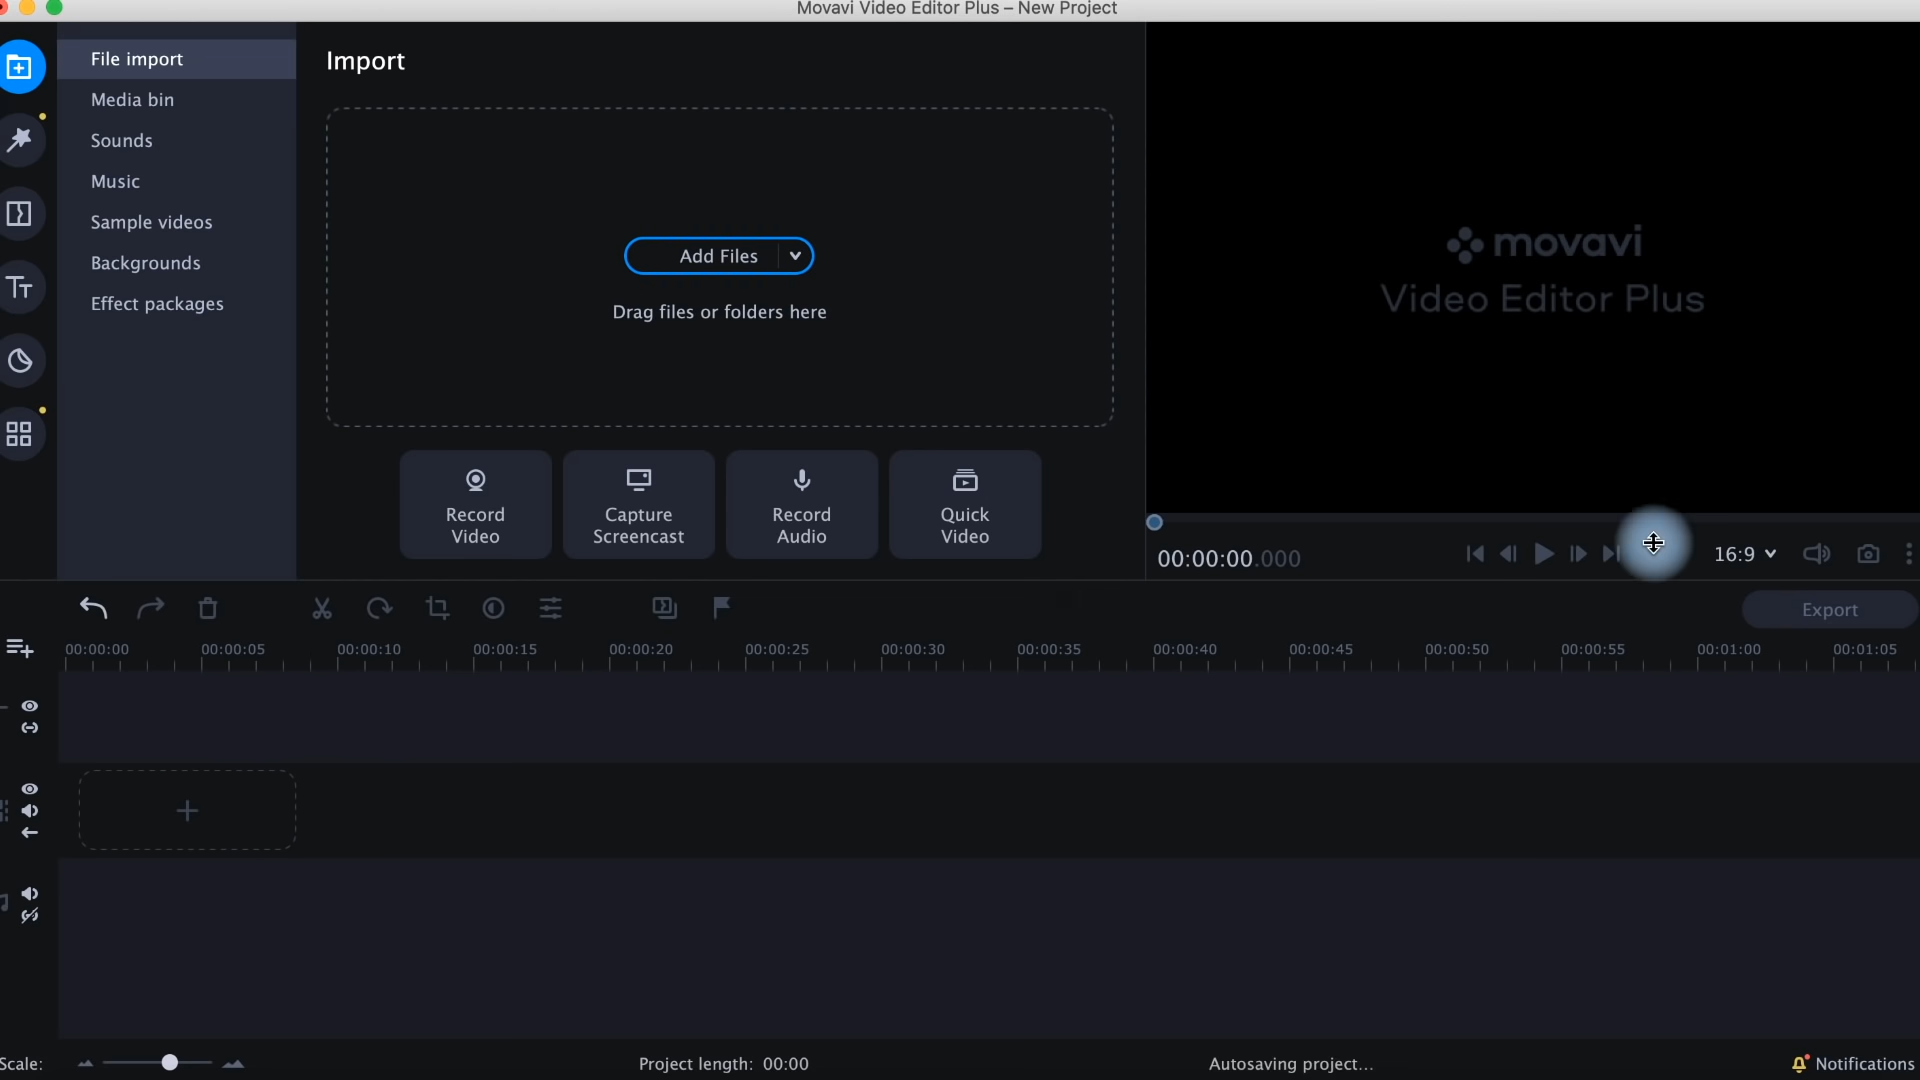 Movavi Video Editor Plus – New Project
File import
Media bin
Sounds
Music
Sample videos
Backgrounds
Effect packages
Import
Add Files
Drag files or folders here
Record
Video
Capture
Screencast
Record
Audio
Quick
Video
movavi
Video Editor Plus
00:00:00.000
16:9
Export
00:00:00 00:00:05 00:00:10 00:00:15 00:00:20 00:00:25 00:00:30 00:00:35 00:00:40 00:00:45 00:00:50 00:00:55 00:01:00 00:01:05
Scale:
Project length: 00:00
Autosaving project...
Notifications